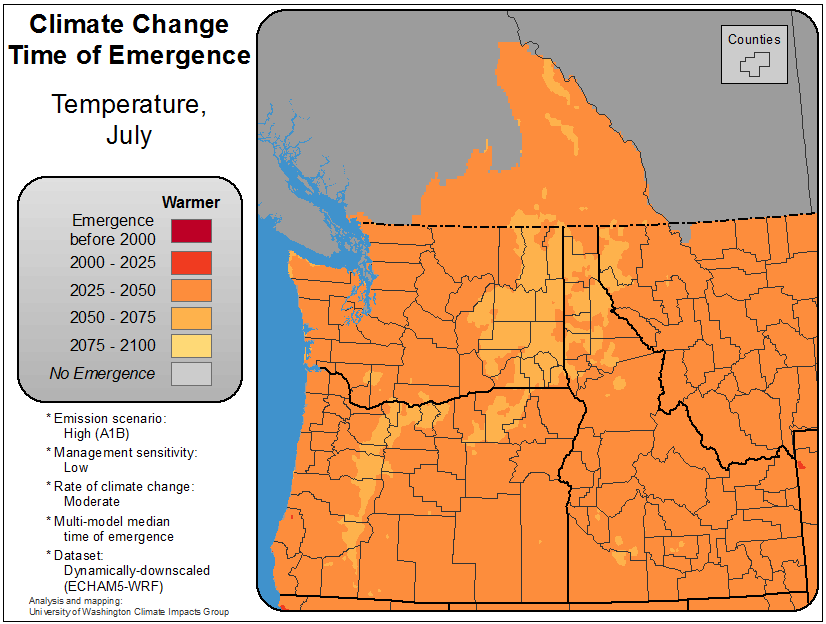 Climate Change
Time of Emergence
Temperature,
July
Warmer
Emergence
before 2000
2000 - 2025
2025 - 2050
2050 - 2075
2075 - 2100
No Emergence
* Emission scenario:
High (A1B)
* Management sensitivity:
Low
* Rate of climate change:
Moderate
* Multi-model median
time of emergence
* Dataset:
Dynamically-downscaled
(ECHAM5-WRF)
Analysis and mapping:
University of Washington Climate Impacts Group
Counties